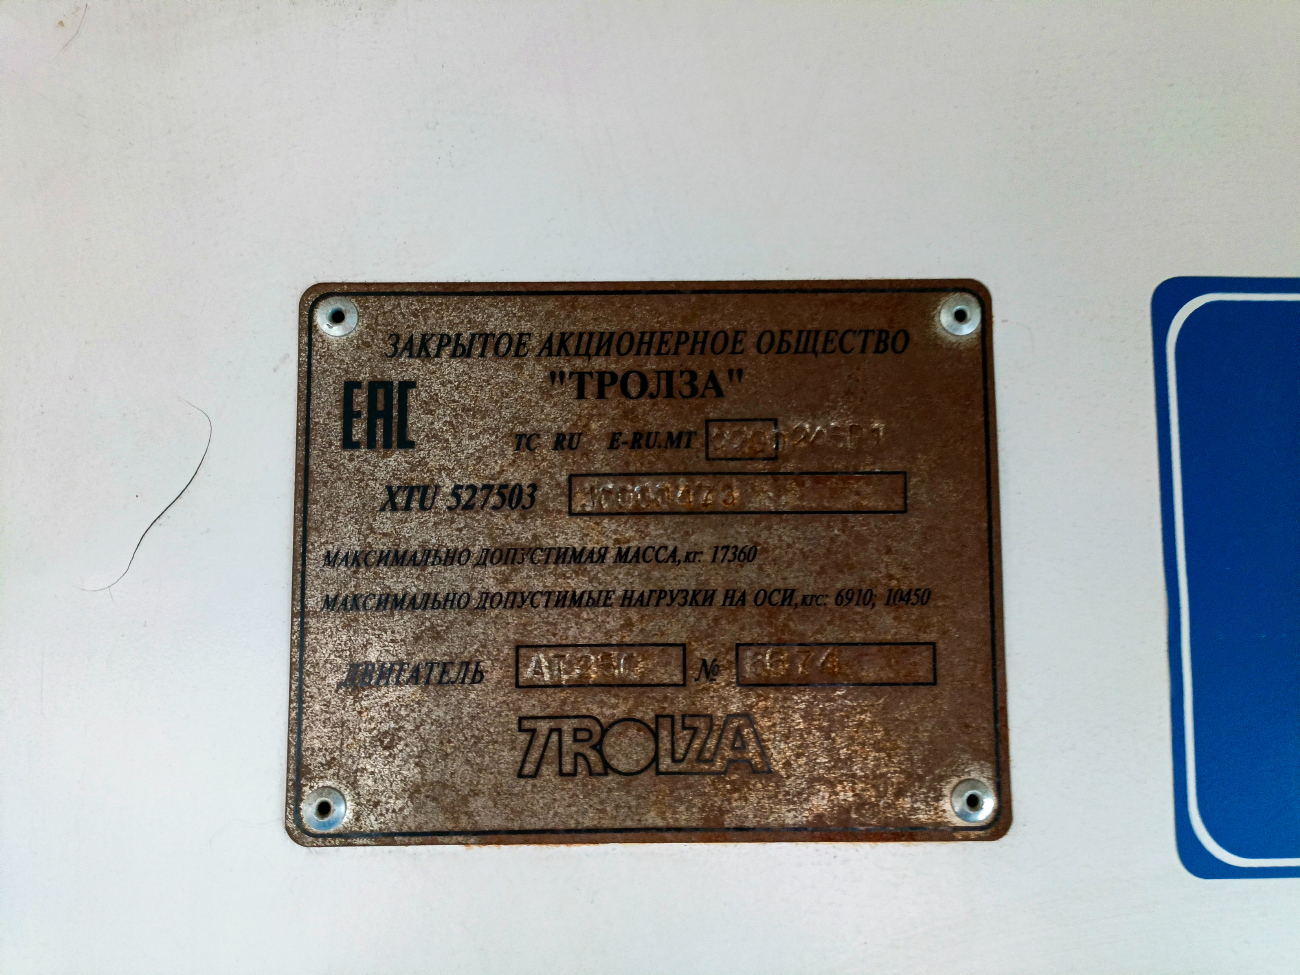 ЗАКРЫТОЕ АКЦИОНЕРНОЕ ОБЩЕСТВО
"ТРОЛЗА"
ЕАС
ТС RU E-RU.MT
XTU 527503
МАКСИМАЛЬНО ДОПУСТИМАЯ МАССА, кг: 17360
МАКСИМАЛЬНО ДОПУСТИМЫЕ НАГРУЗКИ НА ОСИ, кгс: 6910; 10450
ДВИГАТЕЛЬ №
TROLZA